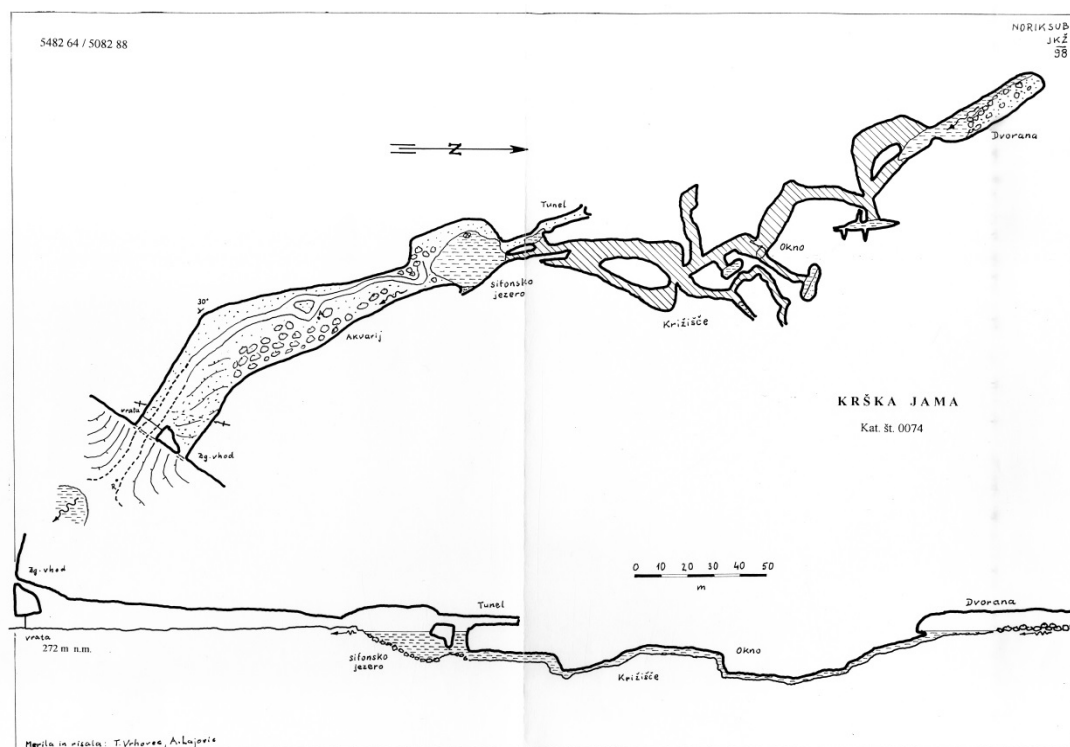 5482 64 / 5082 88
NORIKSUB
JKŽ
98
Dvorana
N
Tunel
Okno
sifonsko
jezero
30°
Križišče
Akvarij
KRŠKA JAMA
Kat. št. 0074
vrata
Zg. vhod
Zg. vhod
0 10 20 30 40 50
m
Tunel
Dvorana
vrata
272 m n.m.
sifonsko
jezero
Okno
Križišče
Merila in risala: T. Vrhovec, A. Lajovic